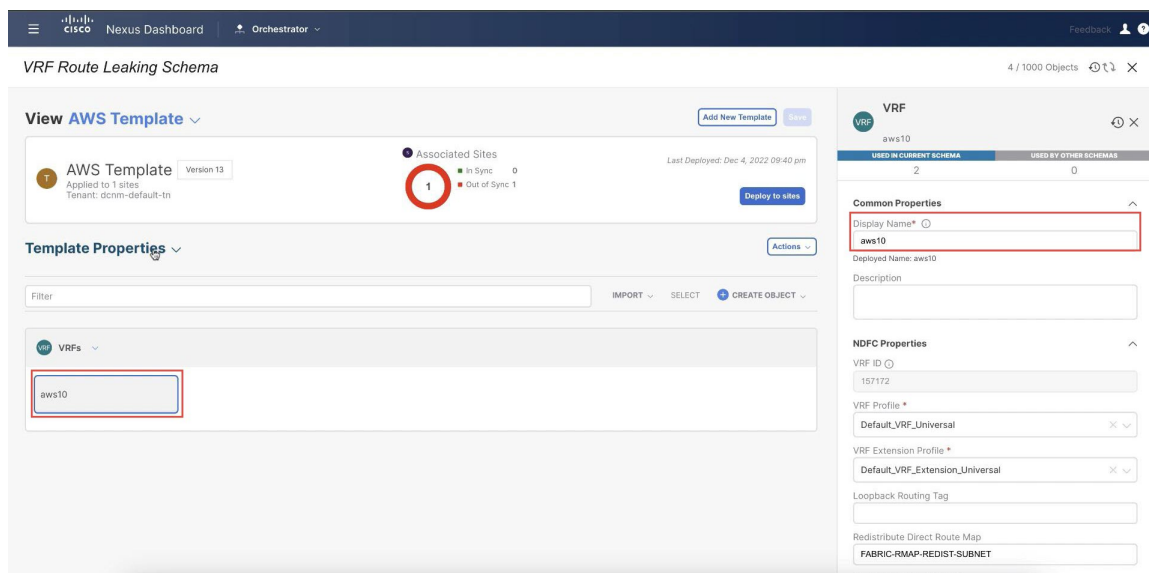 CISCO Nexus Dashboard Orchestrator Feedback
VRF Route Leaking Schema 4 / 1000 Objects
View AWS Template Add New Template Save
T AWS Template Version 13
Applied to 1 sites
Tenant: dcnm-default-tn
Associated Sites
1 In Sync 0
Out of Sync 1
Last Deployed: Dec 4, 2022 09:40 pm
Deploy to sites
Template Properties Actions
Filter IMPORT SELECT CREATE OBJECT
VRF VRFs
aws10
VRF VRF
aws10
USED IN CURRENT SCHEMA USED BY OTHER SCHEMAS
2 0
Common Properties
Display Name*
aws10
Deployed Name: aws10
Description
NDFC Properties
VRF ID
157172
VRF Profile *
Default_VRF_Universal
VRF Extension Profile *
Default_VRF_Extension_Universal
Loopback Routing Tag
Redistribute Direct Route Map
FABRIC-RMAP-REDIST-SUBNET